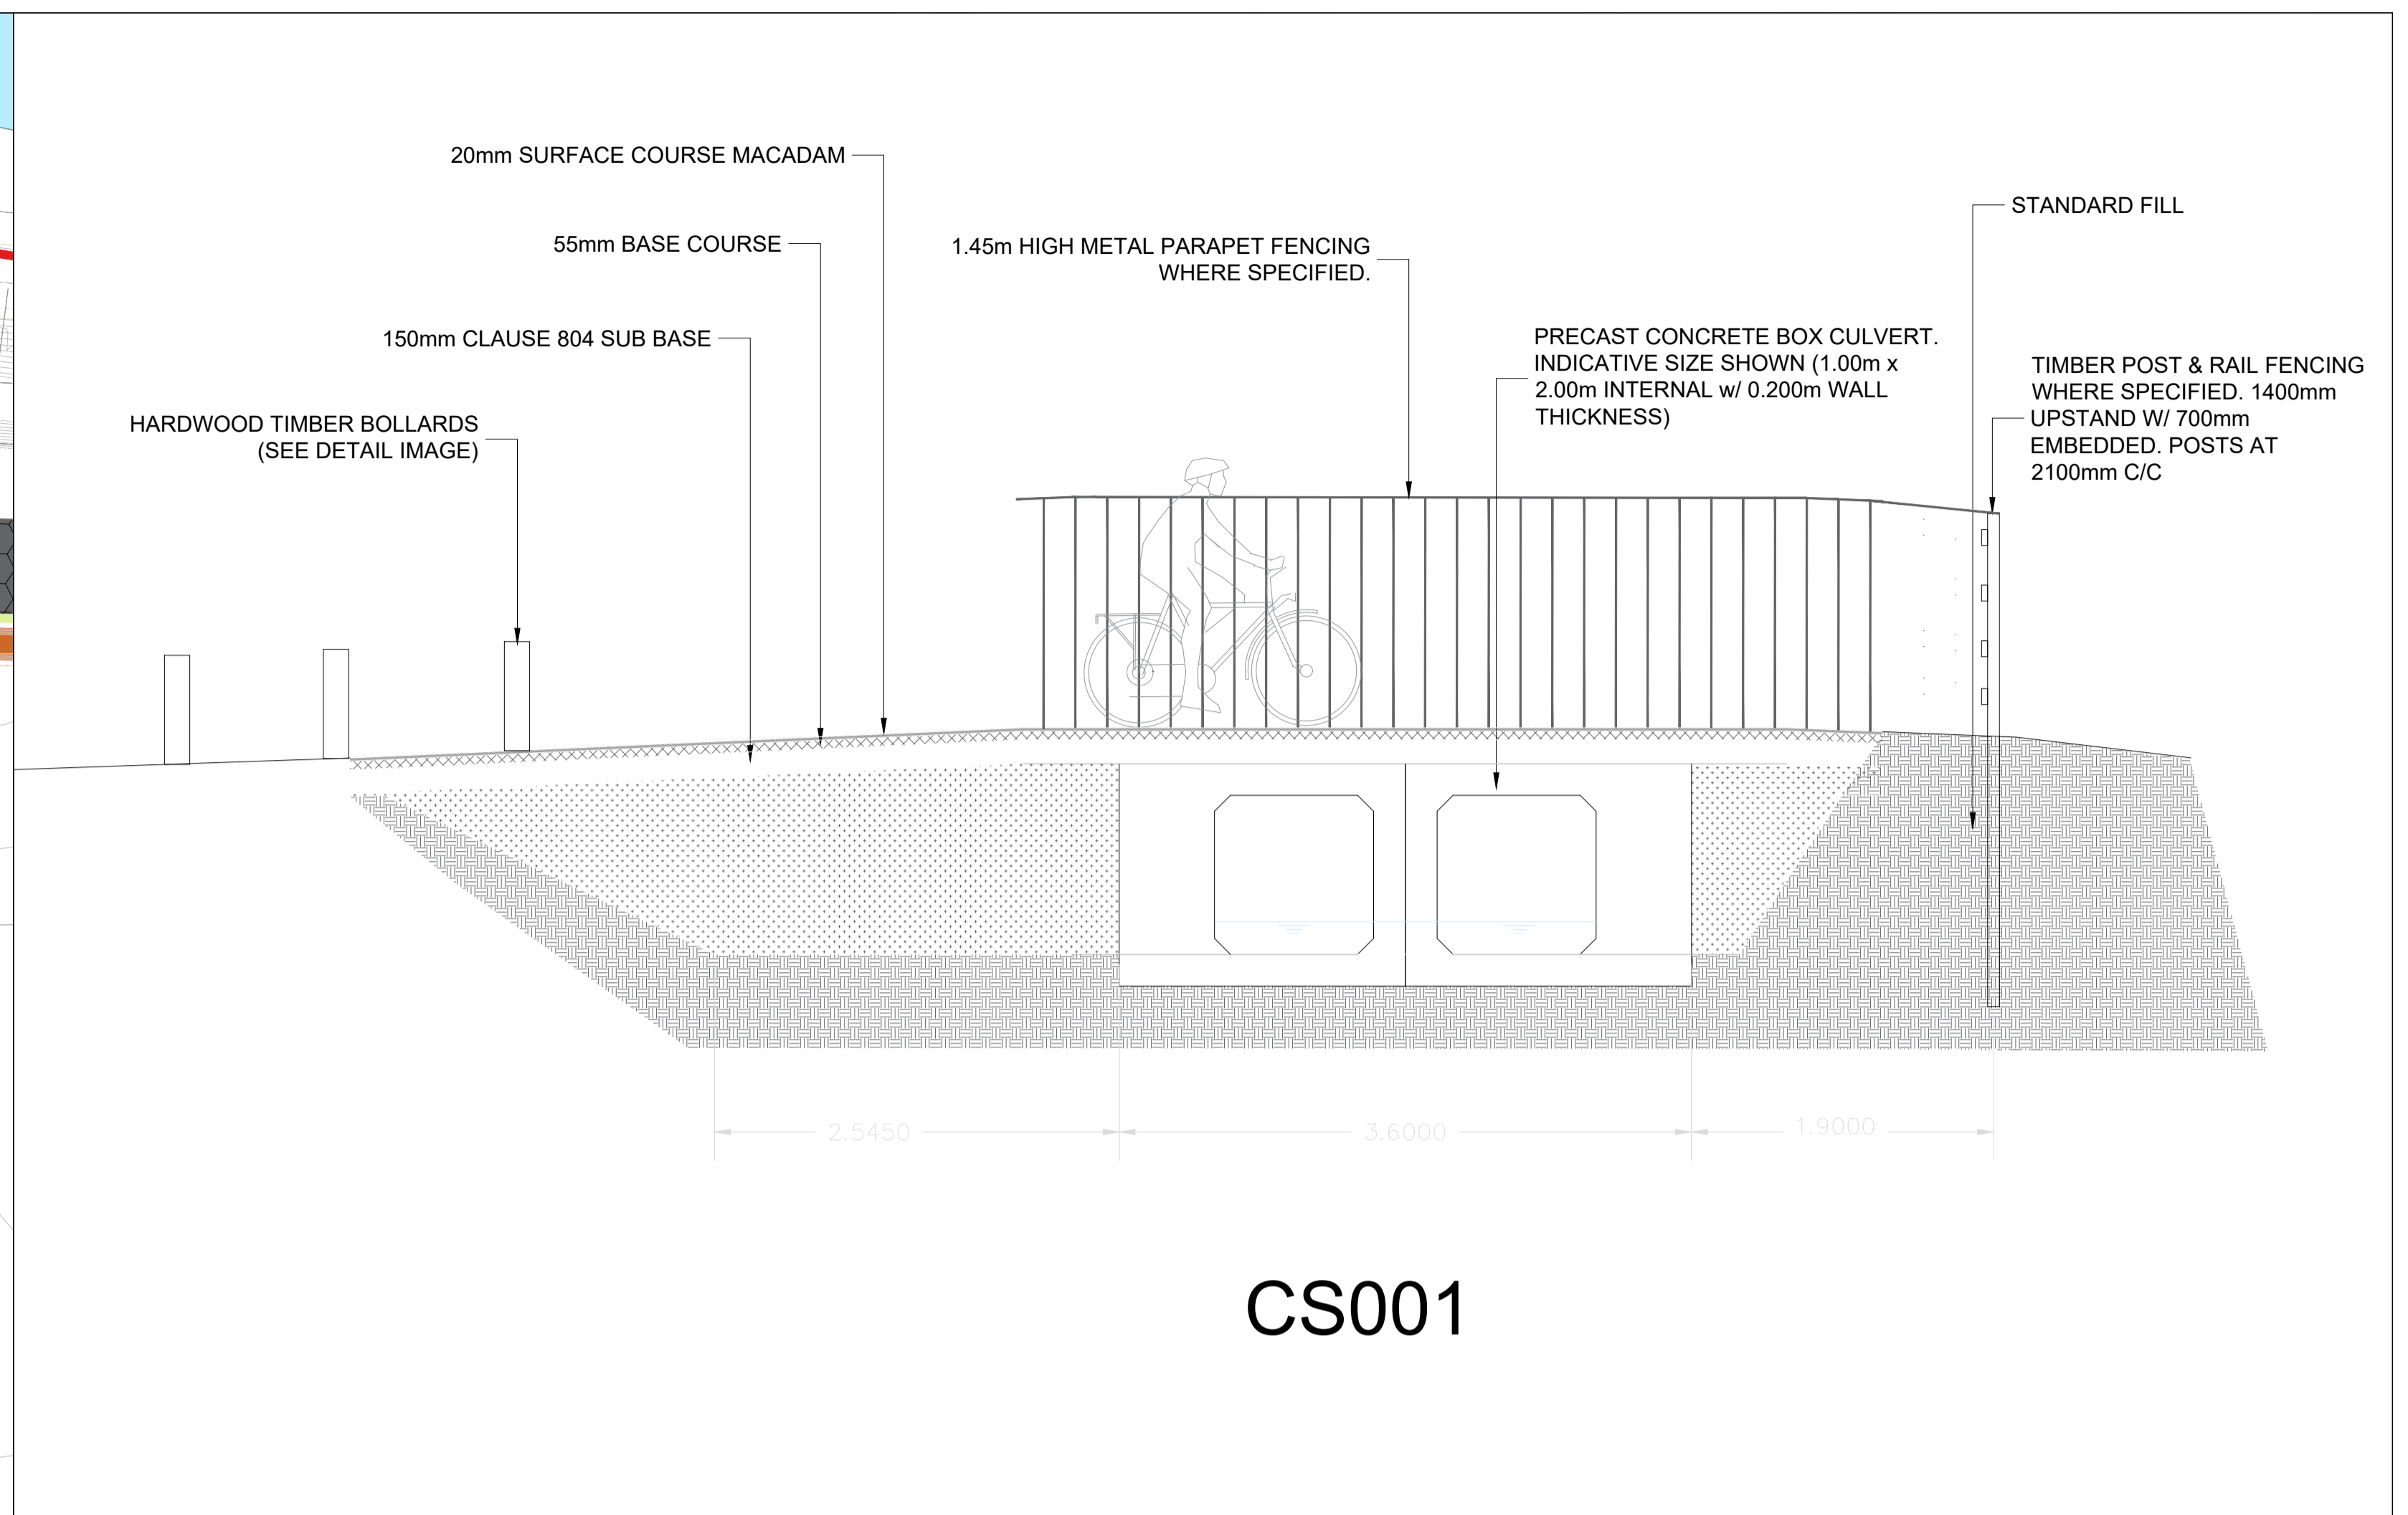 20mm SURFACE COURSE MACADAM
55mm BASE COURSE
150mm CLAUSE 804 SUB BASE
HARDWOOD TIMBER BOLLARDS
(SEE DETAIL IMAGE)
1.45m HIGH METAL PARAPET FENCING
WHERE SPECIFIED.
PRECAST CONCRETE BOX CULVERT.
INDICATIVE SIZE SHOWN (1.00m x
2.00m INTERNAL w/ 0.200m WALL
THICKNESS)
STANDARD FILL
TIMBER POST & RAIL FENCING
WHERE SPECIFIED. 1400mm
UPSTAND W/ 700mm
EMBEDDED. POSTS AT
2100mm C/C
2.5450
3.6000
1.9000
CS001